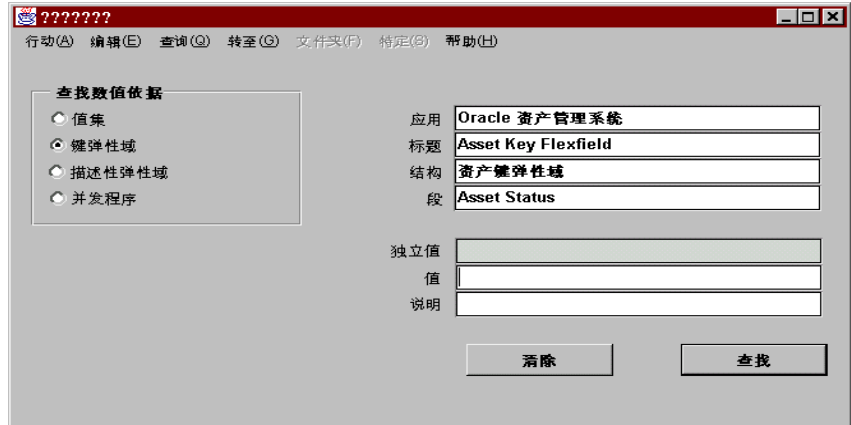 ???????
行动(A) 编辑(E) 查询(Q) 转至(G) 文件夹(F) 特定(S) 帮助(H)
查找数值依据
值集
键弹性域
描述性弹性域
并发程序
应用 Oracle 资产管理系统
标题 Asset Key Flexfield
结构 资产键弹性域
段 Asset Status
独立值
值
说明
清除 查找